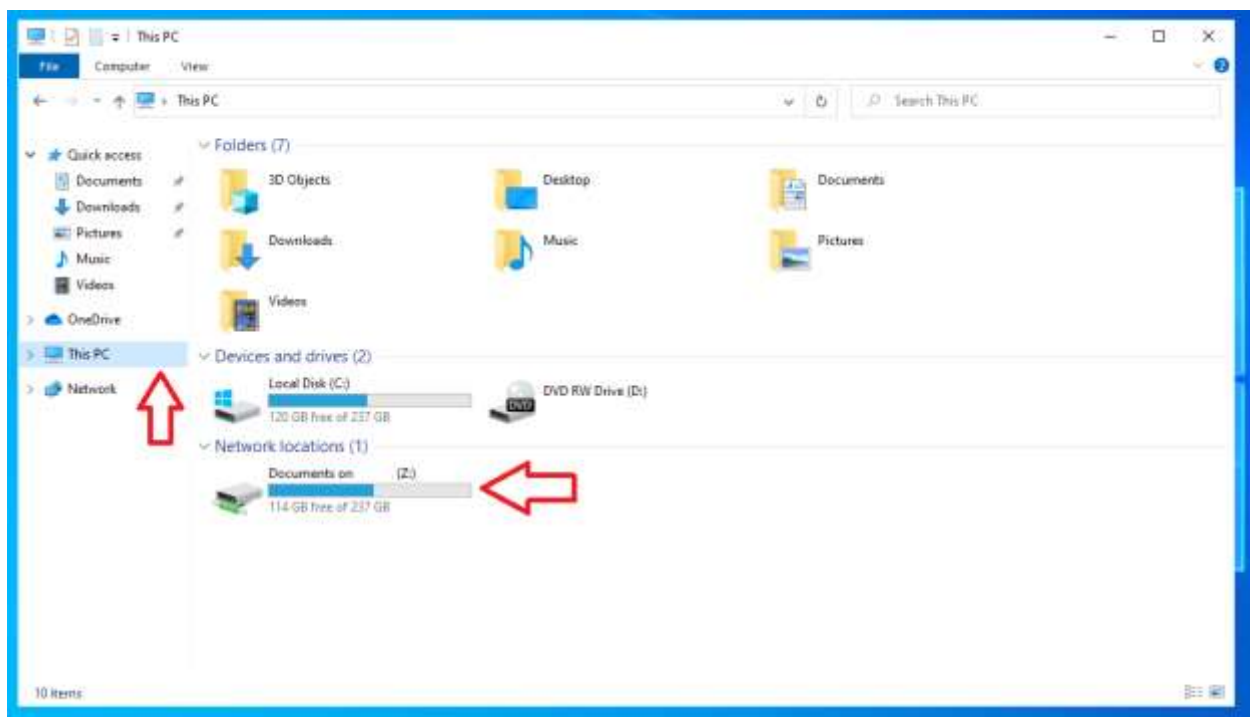 This PC
File Computer View
This PC
Search This PC
Quick access
Documents
Downloads
Pictures
Music
Videos
OneDrive
This PC
Network
Folders (7)
3D Objects
Desktop
Documents
Downloads
Music
Pictures
Videos
Devices and drives (2)
Local Disk (C:)
120 GB free of 237 GB
DVD RW Drive (D:)
Network locations (1)
Documents on (Z:)
114 GB free of 237 GB
10 items